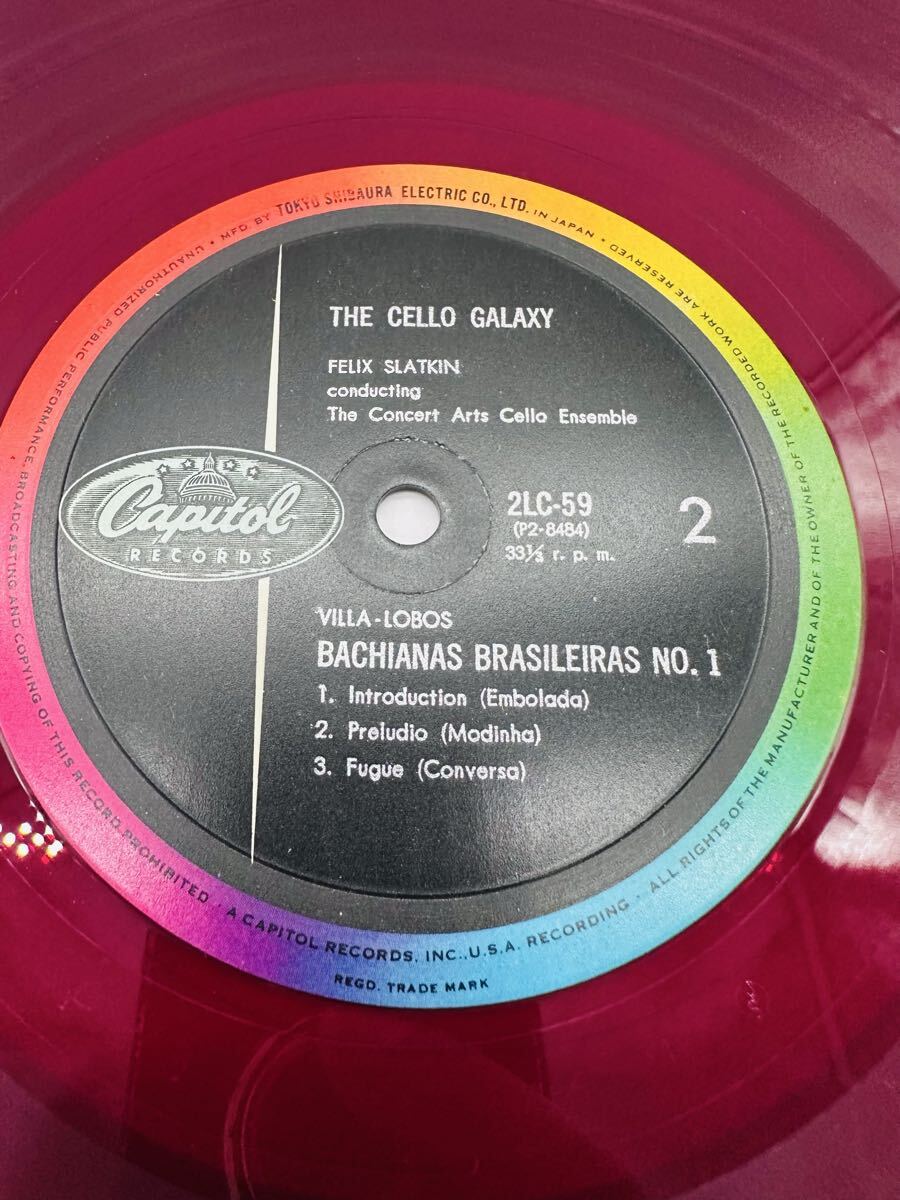 MFD. BY TOKYO SHIBAURA ELECTRIC CO., LTD. IN JAPAN • ALL RIGHTS OF THE MANUFACTURER AND OF THE OWNER OF THE RECORDED WORK ARE RESERVED • UNAUTHORIZED PUBLIC PERFORMANCE, BROADCASTING AND COPYING OF THIS RECORD PROHIBITED • A CAPITOL RECORDS, INC., U.S.A. RECORDING •
THE CELLO GALAXY
FELIX SLATKIN
conducting
The Concert Arts Cello Ensemble
Capitol
RECORDS
2LC-59
(P2-8484)
33⅓ r. p. m.
2
VILLA-LOBOS
BACHIANAS BRASILEIRAS NO. 1
1. Introduction (Embolada)
2. Preludio (Modinha)
3. Fugue (Conversa)
REGD. TRADE MARK